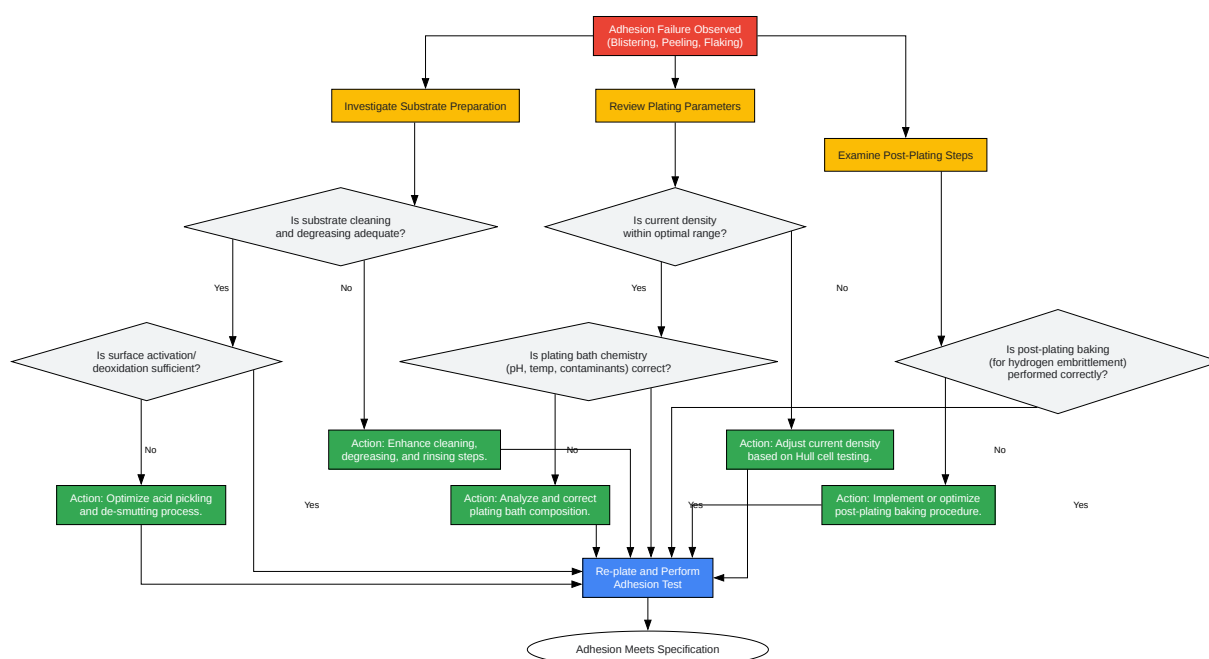 Adhesion Failure Observed
(Blistering, Peeling, Flaking)
Investigate Substrate Preparation
Review Plating Parameters
Examine Post-Plating Steps
Is substrate cleaning
and degreasing adequate?
Is current density
within optimal range?
Yes
No
Yes
No
Is surface activation/
deoxidation sufficient?
Is plating bath chemistry
(pH, temp, contaminants) correct?
Is post-plating baking
(for hydrogen embrittlement)
performed correctly?
No
Action: Enhance cleaning,
degreasing, and rinsing steps.
No
Action: Adjust current density
based on Hull cell testing.
No
Action: Optimize acid pickling
and de-smutting process.
Yes
Action: Analyze and correct
plating bath composition.
Yes
Action: Implement or optimize
post-plating baking procedure.
Yes
Re-plate and Perform
Adhesion Test
Adhesion Meets Specification